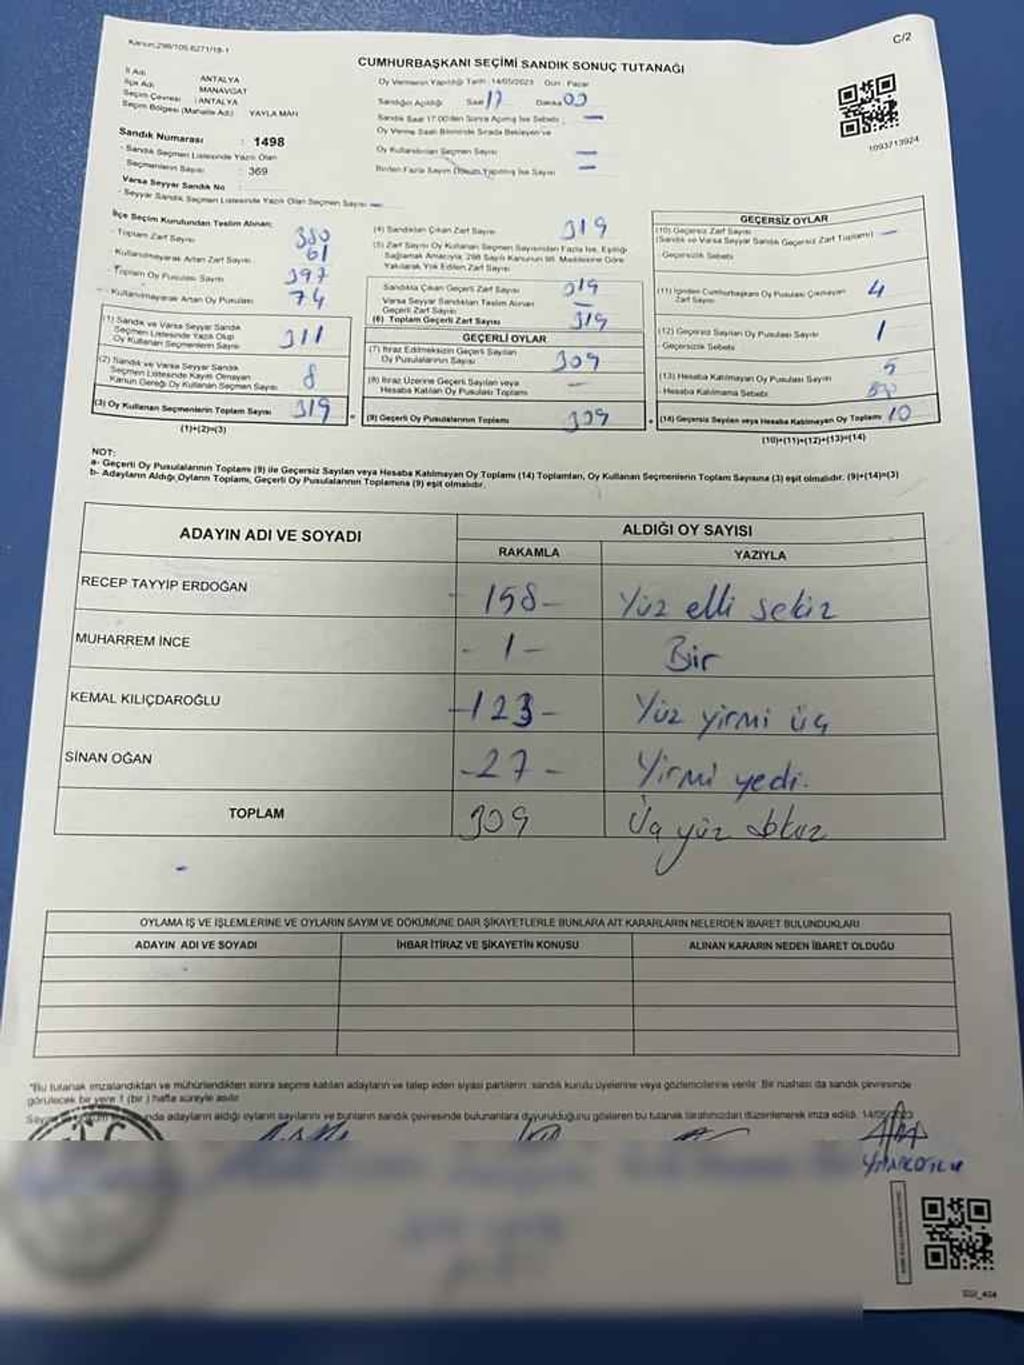 Kanun:298/105.6271/18-1
C/2
CUMHURBAŞKANI SEÇİMİ SANDIK SONUÇ TUTANAĞI
İl Adı ANTALYA
İlçe Adı MANAVGAT
Seçim Çevresi : ANTALYA
Seçim Bölgesi (Mahalle Adı) YAYLA MAH
Oy Vermenin Yapıldığı Tarih : 14/05/2023 Gün : Pazar
Sandığın Açıldığı Saat 17 Dakika 00
Sandık Saat 17:00'den Sonra Açılmış İse Sebebi : —
Oy Verme Saati Bitiminde Sırada Bekleyen ve
Oy Kullandırılan Seçmen Sayısı —
Birden Fazla Sayım Döküm Yapılmış İse Sayısı —
1093713924
Sandık Numarası : 1498
- Sandık Seçmen Listesinde Yazılı Olan
Seçmenlerin Sayısı : 369
Varsa Seyyar Sandık No
- Seyyar Sandık Seçmen Listesinde Yazılı Olan Seçmen Sayısı —
İlçe Seçim Kurulundan Teslim Alınan:
- Toplam Zarf Sayısı 380
- Kullanılmayarak Artan Zarf Sayısı 61
- Toplam Oy Pusulası Sayısı 397
- Kullanılmayarak Artan Oy Pusulası 74
(1) Sandık ve Varsa Seyyar Sandık
Seçmen Listesinde Yazılı Olup
Oy Kullanan Seçmenlerin Sayısı 311
(2) Sandık ve Varsa Seyyar Sandık
Seçmen Listesinde Kayıtlı Olmayan
Kanun Gereği Oy Kullanan Seçmen Sayısı 8
(3) Oy Kullanan Seçmenlerin Toplam Sayısı 319
(1)+(2)=(3)
(4) Sandıktan Çıkan Zarf Sayısı 319
(5) Zarf Sayısı Oy Kullanan Seçmen Sayısından Fazla İse, Eşitliği
Sağlamak Amacıyla, 298 Sayılı Kanunun 98. Maddesine Göre
Yakılarak Yok Edilen Zarf Sayısı
Sandıkta Çıkan Geçerli Zarf Sayısı 319
Varsa Seyyar Sandıktan Teslim Alınan
Geçerli Zarf Sayısı —
(6) Toplam Geçerli Zarf Sayısı 319
GEÇERLİ OYLAR
(7) İtiraz Edilmeksizin Geçerli Sayılan
Oy Pusulalarının Sayısı 309
(8) İtiraz Üzerine Geçerli Sayılan veya
Hesaba Katılan Oy Pusulaları Toplamı —
(9) Geçerli Oy Pusulalarının Toplamı 309
GEÇERSİZ OYLAR
(10) Geçersiz Zarf Sayısı
(Sandık ve Varsa Seyyar Sandık Geçersiz Zarf Toplamı) —
Geçersizlik Sebebi
(11) İçinden Cumhurbaşkanı Oy Pusulası Çıkmayan
Zarf Sayısı 4
(12) Geçersiz Sayılan Oy Pusulası Sayısı 1
Geçersizlik Sebebi
(13) Hesaba Katılmayan Oy Pusulası Sayısı 5
Hesaba Katılmama Sebebi
(14) Geçersiz Sayılan veya Hesaba Katılmayan Oy Toplamı 10
(10)+(11)+(12)+(13)=(14)
NOT:
a- Geçerli Oy Pusulalarının Toplamı (9) ile Geçersiz Sayılan veya Hesaba Katılmayan Oy Toplamı (14) Toplamları, Oy Kullanan Seçmenlerin Toplam Sayısına (3) eşit olmalıdır. (9)+(14)=(3)
b- Adayların Aldığı Oyların Toplamı, Geçerli Oy Pusulalarının Toplamına (9) eşit olmalıdır.
ADAYIN ADI VE SOYADI ALDIĞI OY SAYISI
RAKAMLA YAZIYLA
RECEP TAYYİP ERDOĞAN - 158 - Yüz elli sekiz
MUHARREM İNCE - 1 - Bir
KEMAL KILIÇDAROĞLU - 123 - Yüz yirmi üç
SİNAN OĞAN - 27 - Yirmi yedi.
TOPLAM 309 Üç yüz dokuz
OYLAMA İŞ VE İŞLEMLERİNE VE OYLARIN SAYIM VE DÖKÜMÜNE DAİR ŞİKAYETLERLE BUNLARA AİT KARARLARIN NELERDEN İBARET BULUNDUKLARI
ADAYIN ADI VE SOYADI İHBAR İTİRAZ VE ŞİKAYETİN KONUSU ALINAN KARARIN NEDEN İBARET OLDUĞU
"Bu tutanak imzalandıktan ve mühürlendikten sonra seçime katılan adayların ve talep eden siyasi partilerin sandık kurulu üyelerine veya gözlemcilerine verilir. Bir nüshası da sandık çevresinde
görülecek bir yere 1 (bir) hafta süreyle asılır.
adayların aldığı oyların sayılarını ve bunların sandık çevresinde bulunanlara duyurulduğunu gösteren bu tutanak tarafımızdan düzenlenerek imza edildi. 14/05/2023